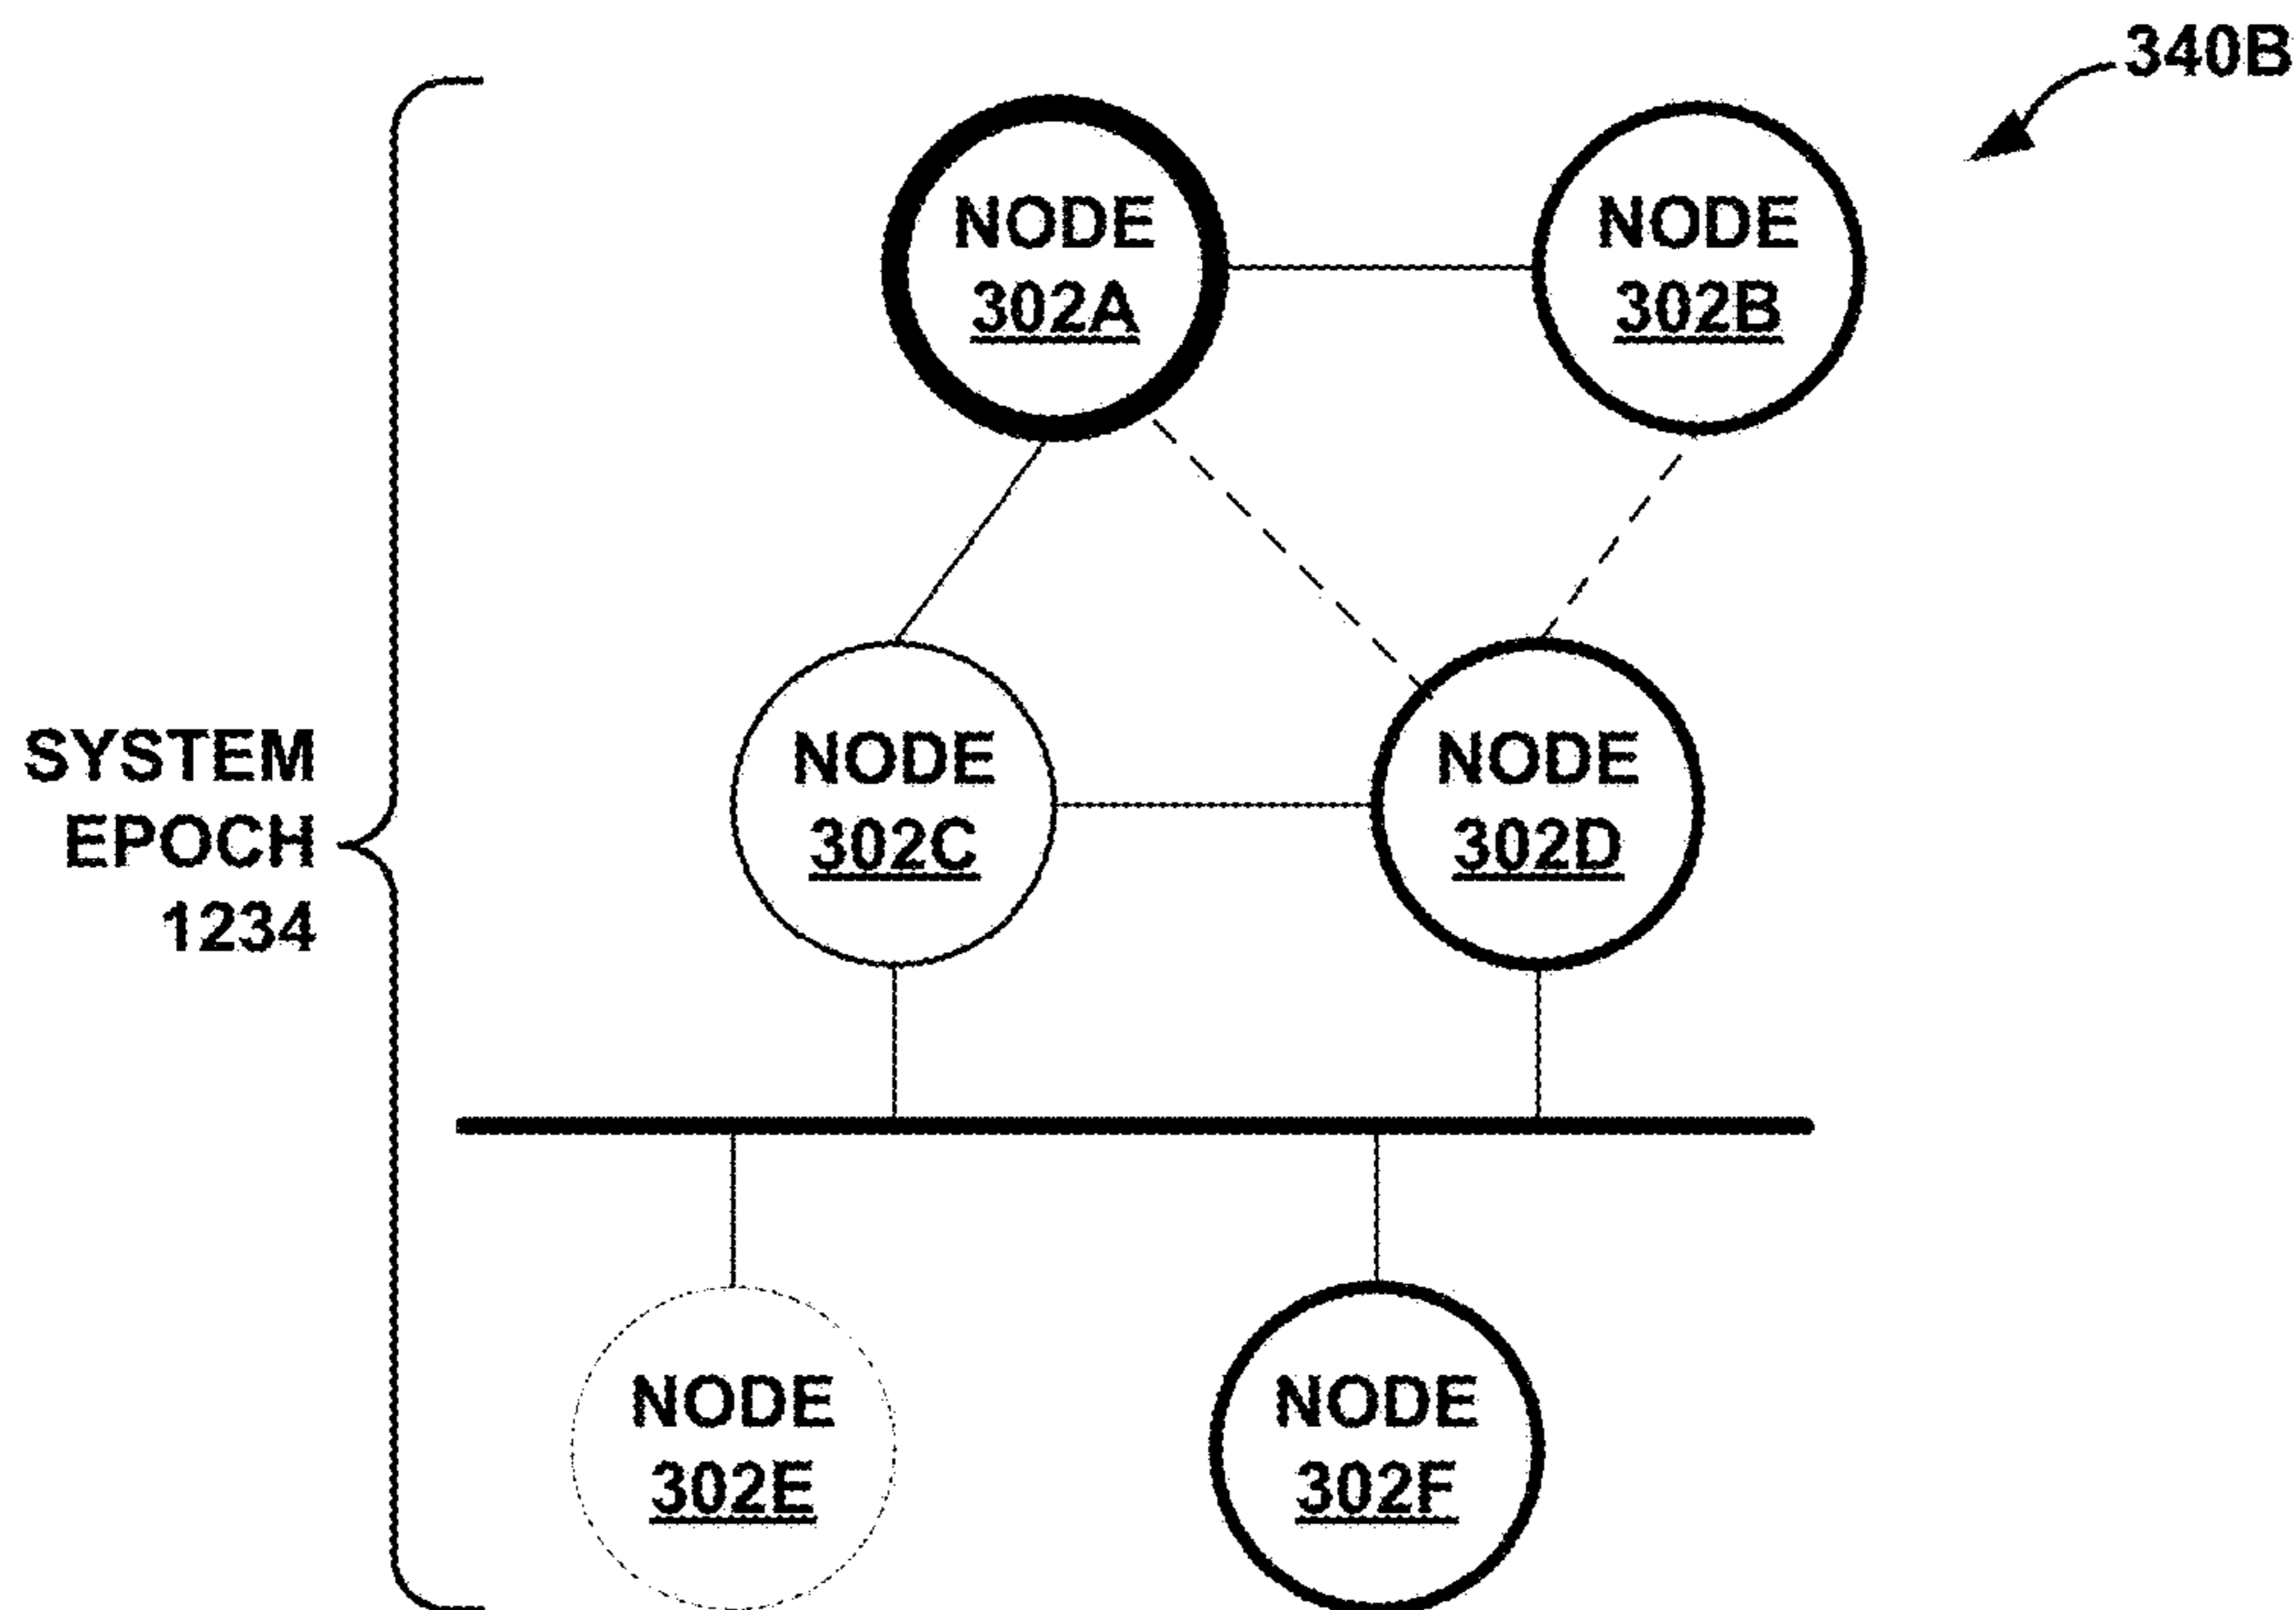 340B
NODE
302A
NODE
302B
SYSTEM
EPOCH
1234
NODE
302C
NODE
302D
NODE
302E
NODE
302F